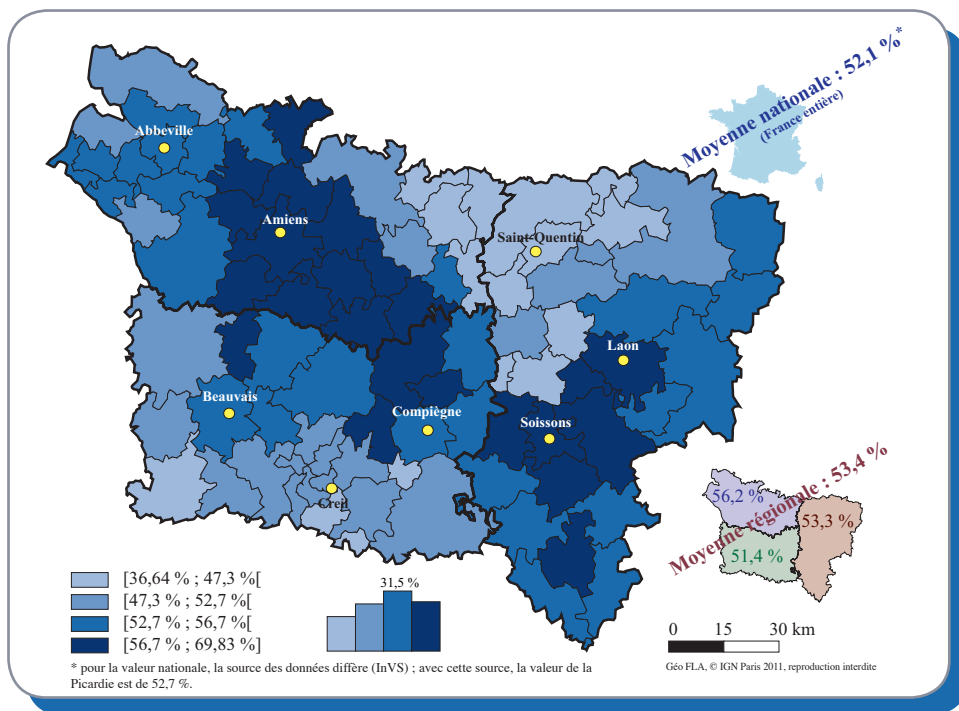 Moyenne nationale : 52,1 %*
(France entière)
Abbeville
Amiens
Saint-Quentin
Laon
Beauvais
Compiègne
Soissons
Creil
Moyenne régionale : 53,4 %
56,2 %
53,3 %
51,4 %
[36,64 % ; 47,3 %[
[47,3 % ; 52,7 %[
[52,7 % ; 56,7 %[
[56,7 % ; 69,83 %]
31,5 %
0 15 30 km
Géo FLA, © IGN Paris 2011, reproduction interdite
* pour la valeur nationale, la source des données diffère (InVS) ; avec cette source, la valeur de la
Picardie est de 52,7 %.